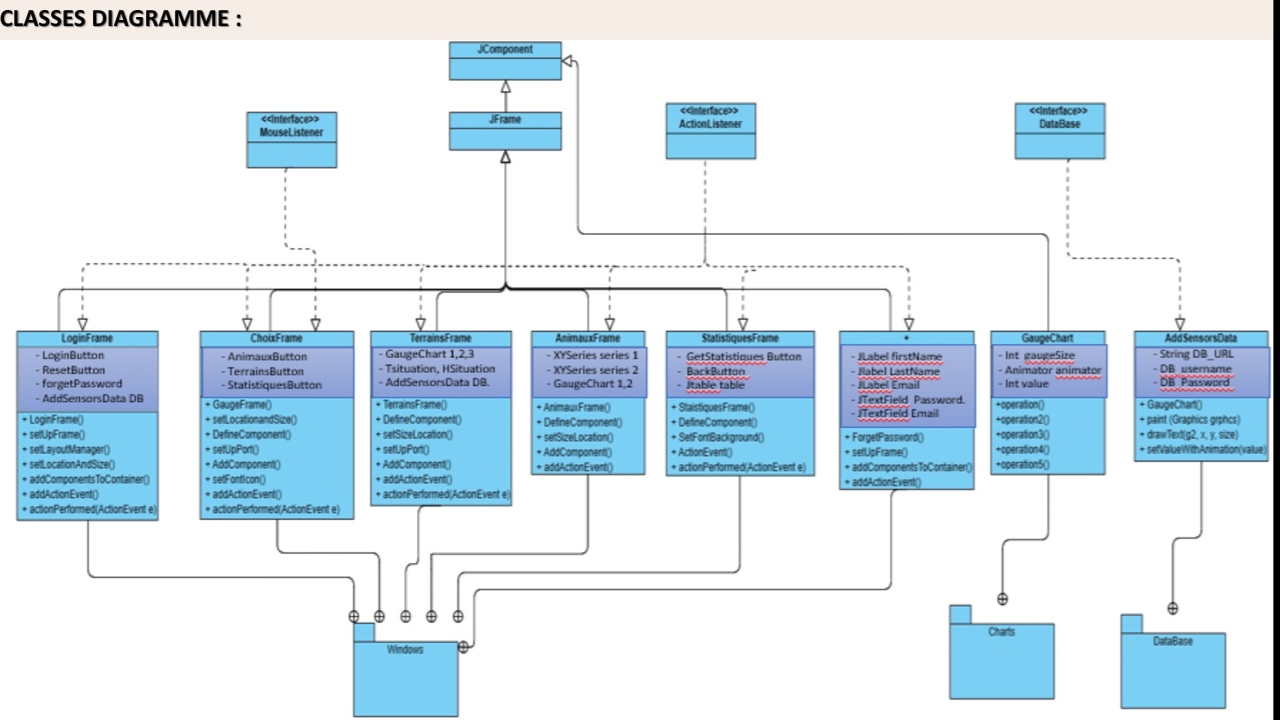 CLASSES DIAGRAMME :
JComponent
JFrame
<<Interface>>
MouseListener
<<Interface>>
ActionListener
<<Interface>>
DataBase
LoginFrame
- LoginButton
- ResetButton
- forgetPassword
- AddSensorsData DB
+ LoginFrame()
+ setUpFrame()
+ setLayoutManager()
+ setLocationAndSize()
+ addComponentsToContainer()
+ addActionEvent()
+ actionPerformed(ActionEvent e)
ChoixFrame
- AnimauxButton
- TerrainsButton
- StatistiquesButton
+ GaugeFrame()
+ setLocationandSize()
+ DefineComponent()
+ setUpPort()
+ AddComponent()
+ setFontIcon()
+ addActionEvent()
+ actionPerformed(ActionEvent e)
TerrainsFrame
- GaugeChart 1,2,3
- Tsituation, HSituation
- AddSensorsData DB.
+ TerrainsFrame()
+ DefineComponent()
+ setSizeLocation()
+ setUpPort()
+ AddComponent()
+ addActionEvent()
+ actionPerformed(ActionEvent e)
AnimauxFrame
- XYSeries series 1
- XYSeries series 2
- GaugeChart 1,2
+ AnimauxFrame()
+ DefineComponent()
+ setSizeLocation()
+ AddComponent()
+ addActionEvent()
StatistiquesFrame
- GetStatistiques Button
- BackButton
- Jtable table
+ StaistiquesFrame()
+ DefineComponent()
+ SetFontBackground()
+ ActionEvent()
+ actionPerformed(ActionEvent e)
+
- JLabel firstName
- Jlabel LastName
- JLabel Email
- JTextField Password.
- JTextField Email
+ ForgetPassword()
+ setUpFrame()
+ addComponentsToContainer()
+ addActionEvent()
GaugeChart
- Int gaugeSize
- Animator animator
- Int value
+operation()
+operation2()
+operation3()
+operation4()
+operation5()
AddSensorsData
- String DB_URL
- DB_username
- DB_Password
+ GaugeChart()
+ paint (Graphics grphcs)
+ drawText(g2, x, y, size)
+ setValueWithAnimation(value)
Windows
Charts
DataBase